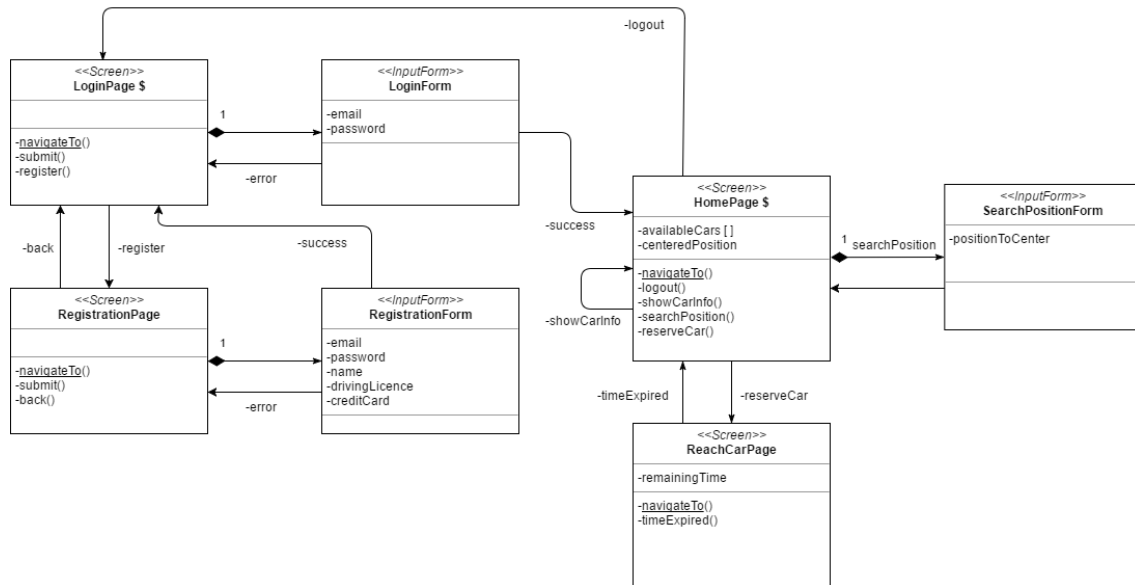 -logout
<<Screen>>
LoginPage $
-navigateTo()
-submit()
-register()
1
<<InputForm>>
LoginForm
-email
-password
-error
-success
-back
-register
-success
<<Screen>>
RegistrationPage
-navigateTo()
-submit()
-back()
1
<<InputForm>>
RegistrationForm
-email
-password
-name
-drivingLicence
-creditCard
-error
<<Screen>>
HomePage $
-availableCars [ ]
-centeredPosition
-navigateTo()
-logout()
-showCarInfo()
-searchPosition()
-reserveCar()
-showCarInfo
1
searchPosition
<<InputForm>>
SearchPositionForm
-positionToCenter
-timeExpired
-reserveCar
<<Screen>>
ReachCarPage
-remainingTime
-navigateTo()
-timeExpired()